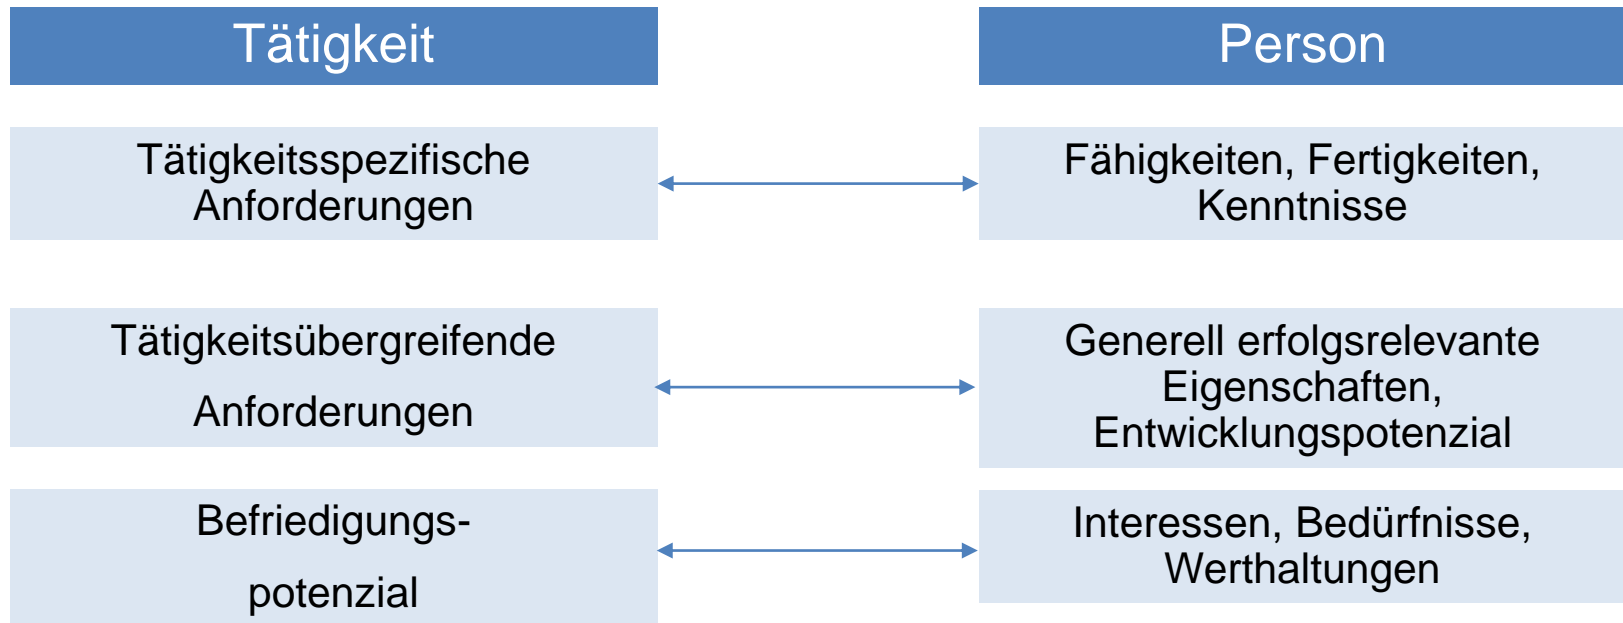 Tätigkeit
Person
Tätigkeitsspezifische
Anforderungen
Fähigkeiten, Fertigkeiten,
Kenntnisse
Tätigkeitsübergreifende
Anforderungen
Generell erfolgsrelevante
Eigenschaften,
Entwicklungspotenzial
Befriedigungs-
potenzial
Interessen, Bedürfnisse,
Werthaltungen